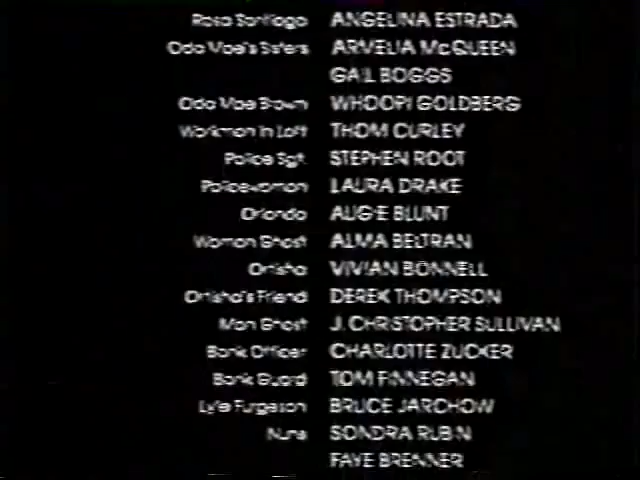 Rosa Santiago ANGELINA ESTRADA
Oda Mae's Sisters ARMELIA McQUEEN
GAIL BOGGS
Oda Mae Brown WHOOPI GOLDBERG
Workman in Loft THOM CURLEY
Police Sgt. STEPHEN ROOT
Policewoman LAURA DRAKE
Orlando AUGIE BLUNT
Woman Ghost ALMA BELTRAN
Ortisha VIVIAN BONNELL
Ortisha's Friend DEREK THOMPSON
Man Ghost J. CHRISTOPHER SULLIVAN
Bank Officer CHARLOTTE ZUCKER
Bank Guard TOM FINNEGAN
Lyle Furgeson BRUCE JARCHOW
Nuns SONDRA RUBIN
FAYE BRENNER